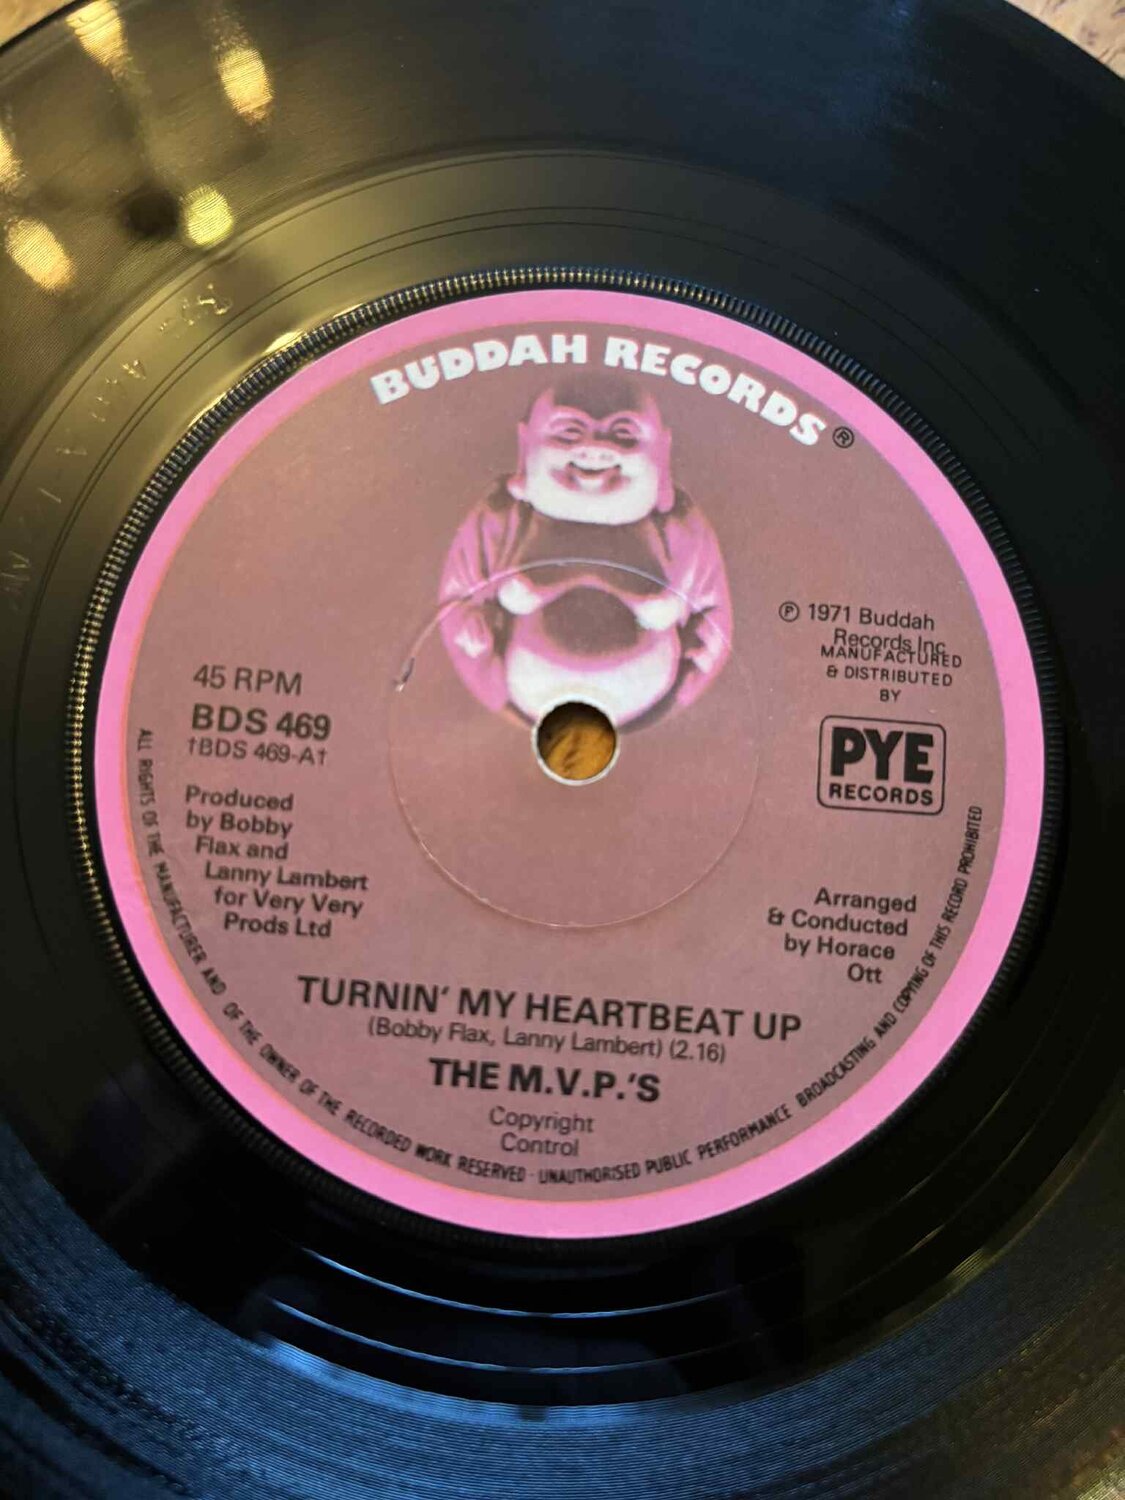 BUDDAH RECORDS ®
℗ 1971 Buddah
Records Inc
MANUFACTURED
& DISTRIBUTED
BY
PYE
RECORDS
45 RPM
BDS 469
†BDS 469-A†
Produced
by Bobby
Flax and
Lanny Lambert
for Very Very
Prods Ltd
Arranged
& Conducted
by Horace
Ott
TURNIN' MY HEARTBEAT UP
(Bobby Flax, Lanny Lambert) (2.16)
THE M.V.P.'S
Copyright
Control
ALL RIGHTS OF THE MANUFACTURER AND OF THE OWNER OF THE RECORDED WORK RESERVED · UNAUTHORISED PUBLIC PERFORMANCE BROADCASTING AND COPYING OF THIS RECORD PROHIBITED